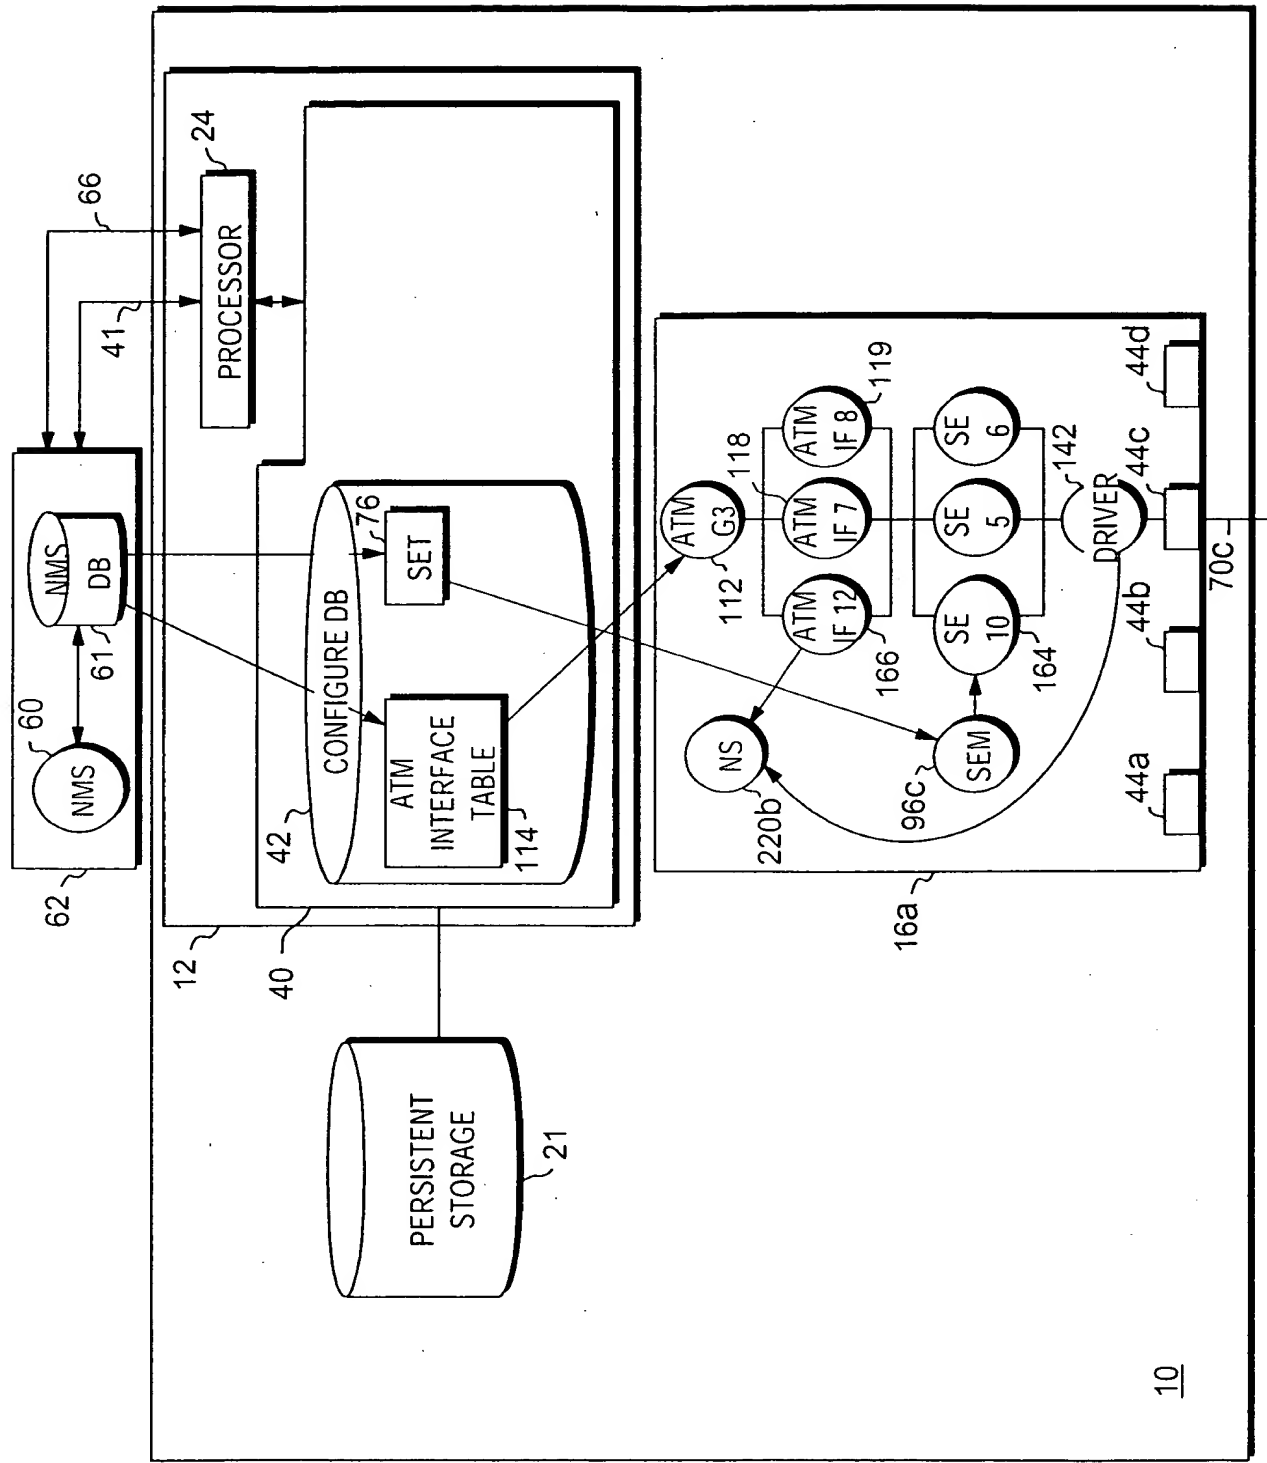 62
60
NMS
NMS
DB
61
41
66
12
40
42
CONFIGURE DB
PROCESSOR
24
ATM
INTERFACE
TABLE
114
SET
76
PERSISTENT
STORAGE
21
16a
NS
220b
ATM
G3
112
ATM
IF 12
166
ATM
IF 7
118
ATM
IF 8
119
SEM
96c
SE
10
164
SE
5
SE
6
DRIVER
142
44a
44b
44c
44d
70c
10